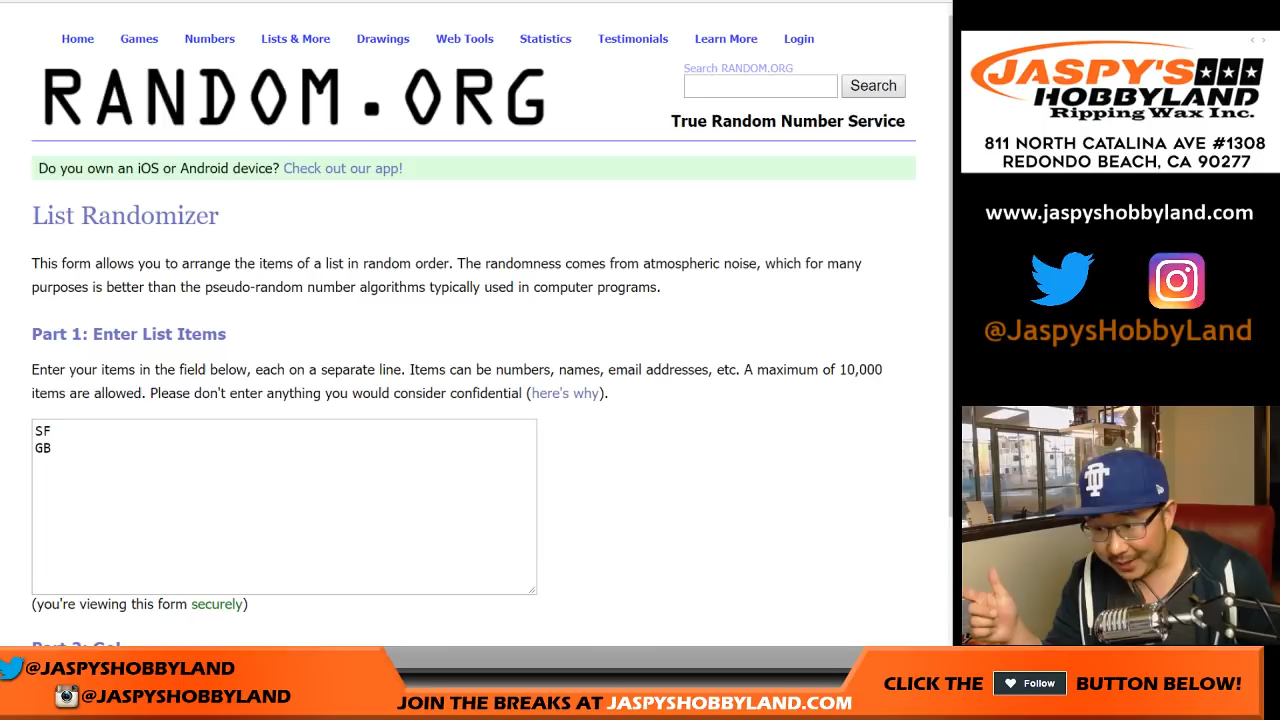 Home Games Numbers Lists & More Drawings Web Tools Statistics Testimonials Learn More Login
RANDOM.ORG
Search RANDOM.ORG
Search
True Random Number Service
Do you own an iOS or Android device? Check out our app!
List Randomizer
This form allows you to arrange the items of a list in random order. The randomness comes from atmospheric noise, which for many
purposes is better than the pseudo-random number algorithms typically used in computer programs.
Part 1: Enter List Items
Enter your items in the field below, each on a separate line. Items can be numbers, names, email addresses, etc. A maximum of 10,000
items are allowed. Please don't enter anything you would consider confidential (here's why).
SF
GB
(you're viewing this form securely)
Part 2: Go!
JASPY'S
HOBBYLAND
Ripping Wax Inc.
811 NORTH CATALINA AVE #1308
REDONDO BEACH, CA 90277
www.jaspyshobbyland.com
@JaspysHobbyLand
@JASPYSHOBBYLAND
@JASPYSHOBBYLAND
JOIN THE BREAKS AT JASPYSHOBBYLAND.COM
CLICK THE Follow BUTTON BELOW!